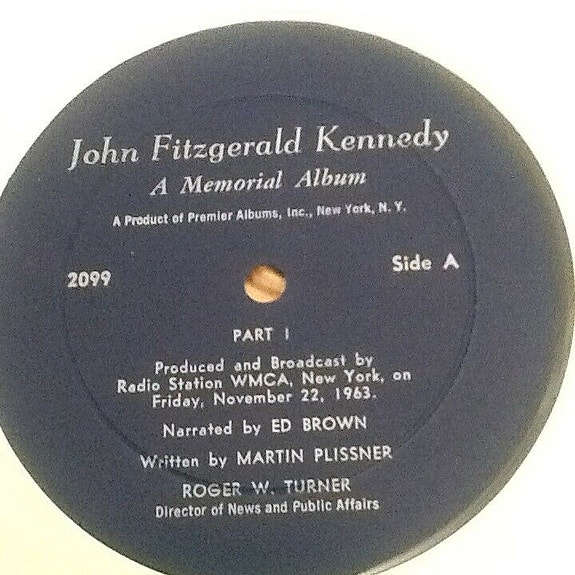 John Fitzgerald Kennedy
A Memorial Album
A Product of Premier Albums, Inc., New York, N. Y.
2099
Side A
PART I
Produced and Broadcast by
Radio Station WMCA, New York, on
Friday, November 22, 1963.
Narrated by ED BROWN
Written by MARTIN PLISSNER
ROGER W. TURNER
Director of News and Public Affairs